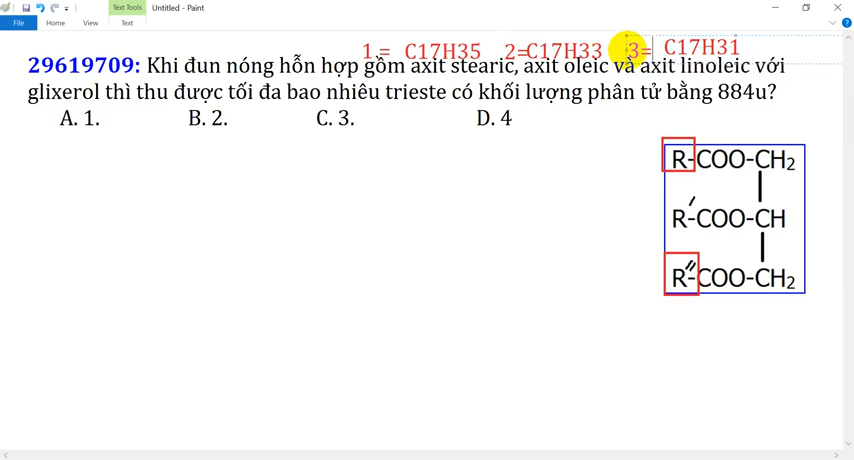 Text Tools
Untitled - Paint
File Home View Text
1 = C17H35 2=C17H33 3= C17H31
29619709: Khi đun nóng hỗn hợp gồm axit stearic, axit oleic và axit linoleic với
glixerol thì thu được tối đa bao nhiêu trieste có khối lượng phân tử bằng 884u?
A. 1. B. 2. C. 3. D. 4
R-COO-CH2
R′-COO-CH
R″-COO-CH2